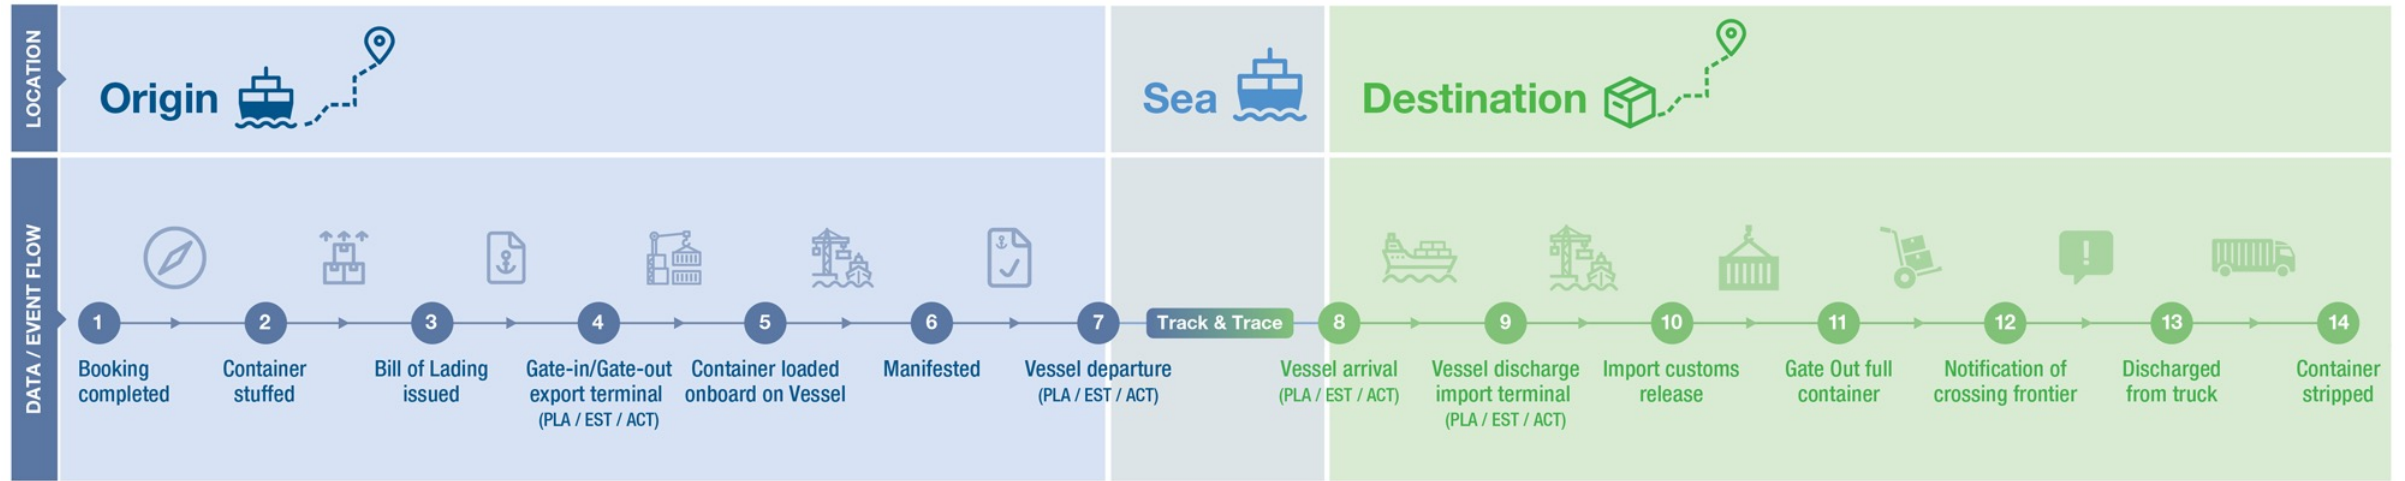 LOCATION
Origin
Sea
Destination
DATA / EVENT FLOW
1
2
3
4
5
6
7
Track & Trace
8
9
10
11
12
13
14
Booking
completed
Container
stuffed
Bill of Lading
issued
Gate-in/Gate-out
export terminal
(PLA / EST / ACT)
Container loaded
onboard on Vessel
Manifested
Vessel departure
(PLA / EST / ACT)
Vessel arrival
(PLA / EST / ACT)
Vessel discharge
import terminal
(PLA / EST / ACT)
Import customs
release
Gate Out full
container
Notification of
crossing frontier
Discharged
from truck
Container
stripped